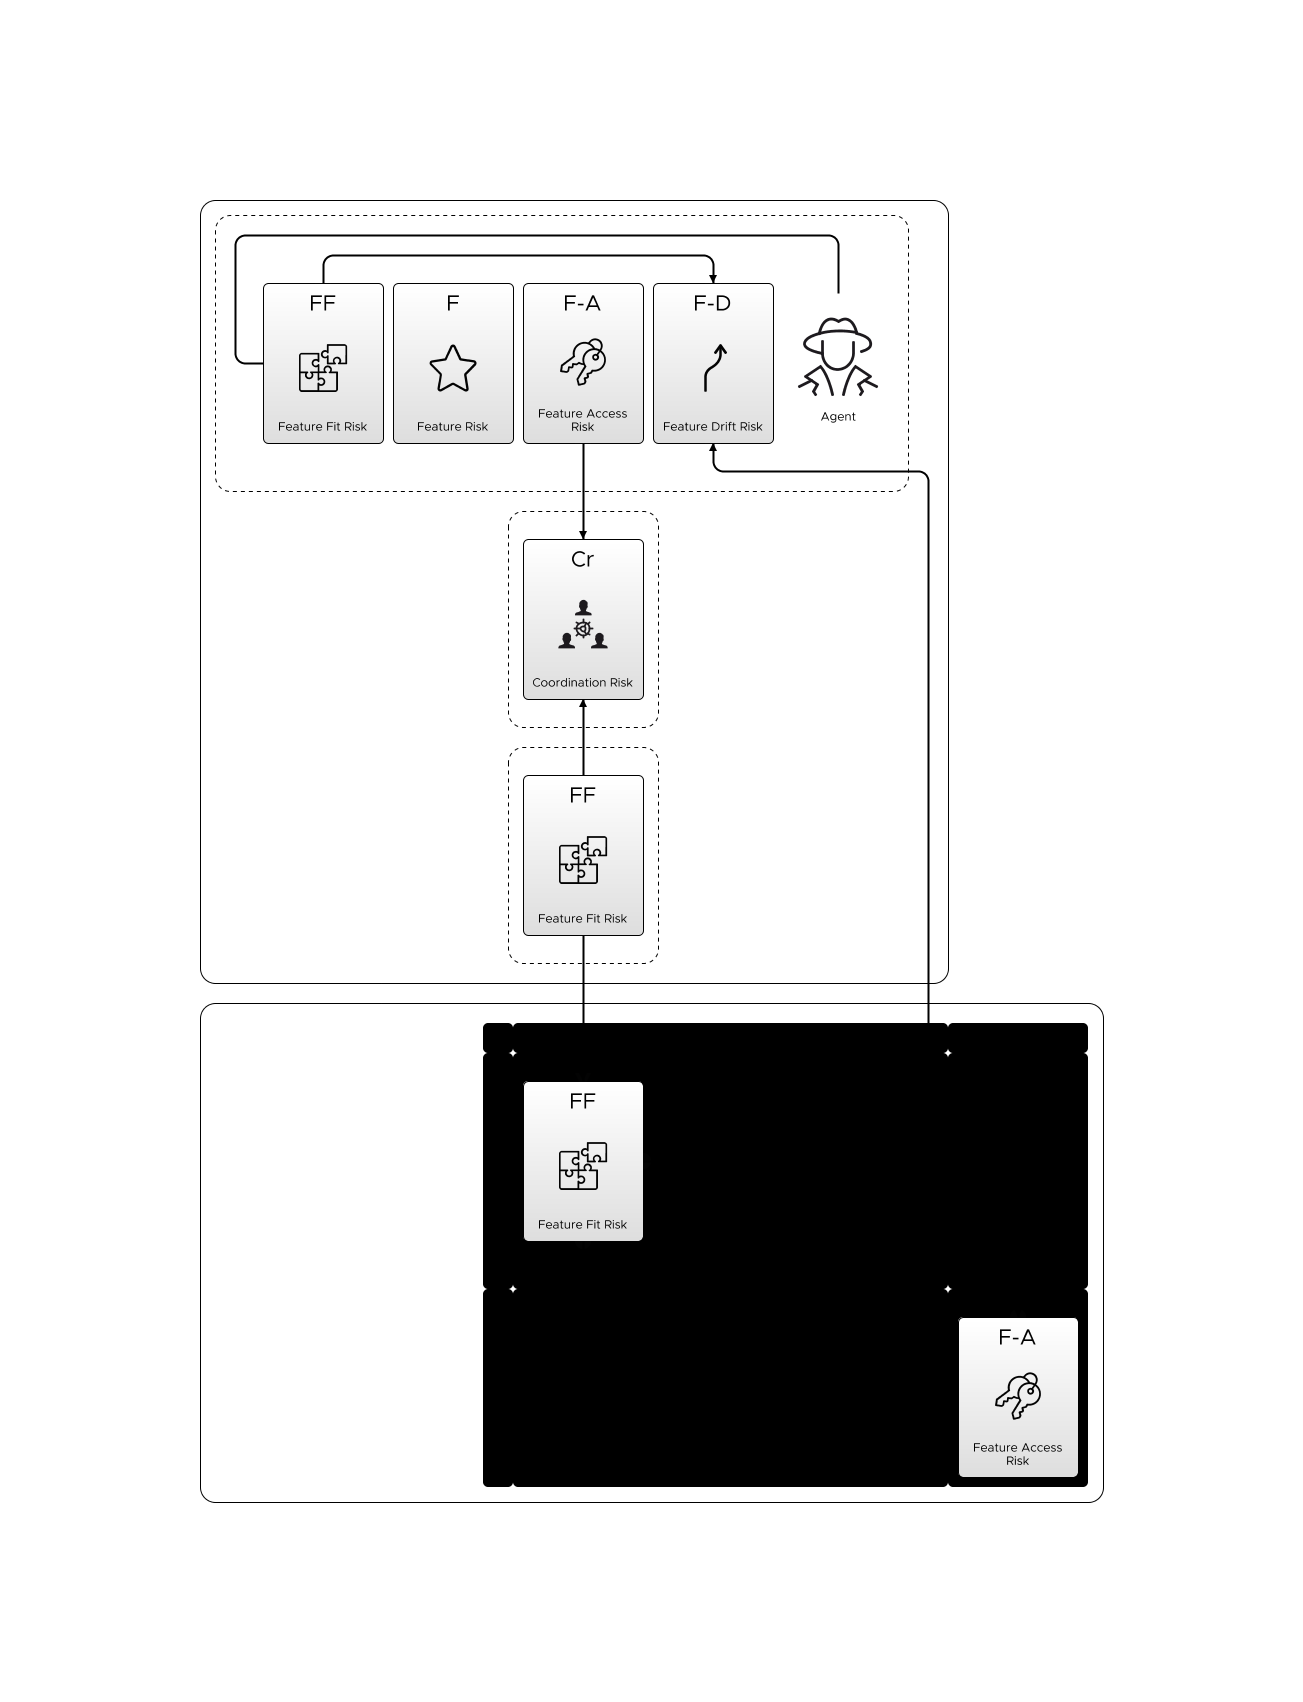 FF
Feature Fit Risk
F
Feature Risk
F-A
Feature Access
Risk
F-D
Feature Drift Risk
Agent
Cr
Coordination Risk
FF
Feature Fit Risk
FF
Feature Fit Risk
F-A
Feature Access
Risk